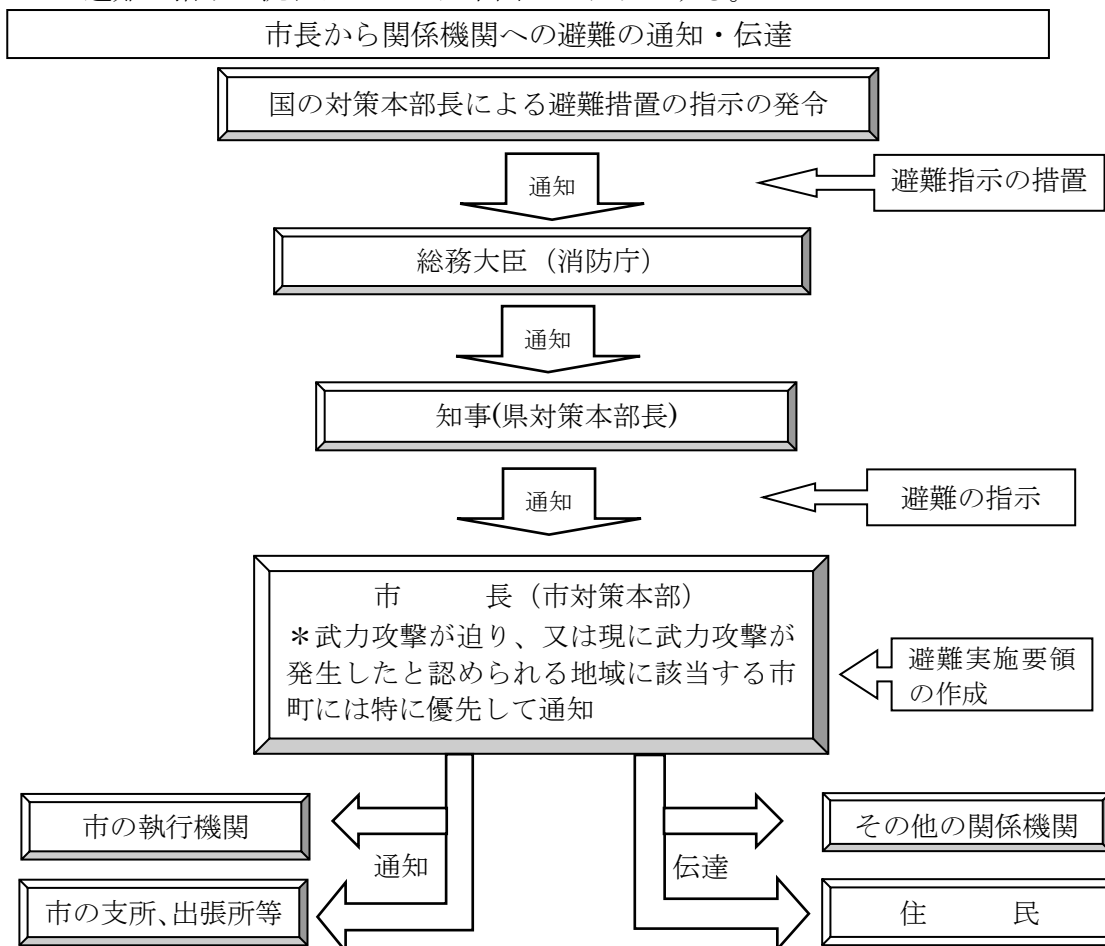 市長から関係機関への避難の通知・伝達
国の対策本部長による避難措置の指示の発令
通知
避難指示の措置
総務大臣（消防庁）
通知
知事(県対策本部長)
通知
避難の指示
市　　　長（市対策本部）
＊武力攻撃が迫り、又は現に武力攻撃が
発生したと認められる地域に該当する市
町には特に優先して通知
避難実施要領
の作成
市の執行機関
その他の関係機関
通知
伝達
市の支所、出張所等
住　　　民